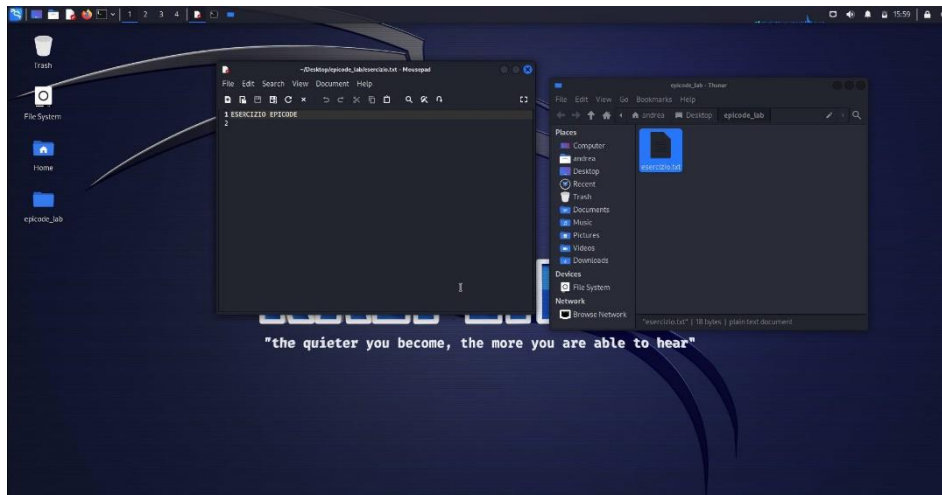 1 2 3 4
15:59
Trash
File System
Home
epicode_lab
~/Desktop/epicode_lab/esercizio.txt - Mousepad
File Edit Search View Document Help
1 ESERCIZIO EPICODE
2
epicode_lab - Thunar
File Edit View Go Bookmarks Help
andrea Desktop epicode_lab
Places
Computer
andrea
Desktop
Recent
Trash
Documents
Music
Pictures
Videos
Downloads
Devices
File System
Network
Browse Network
esercizio.txt
"esercizio.txt" | 18 bytes | plain text document
"the quieter you become, the more you are able to hear"